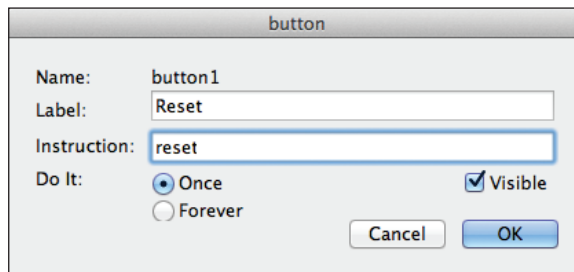 button
Name: button1
Label: Reset
Instruction: reset
Do It: Once Visible
Forever
Cancel OK